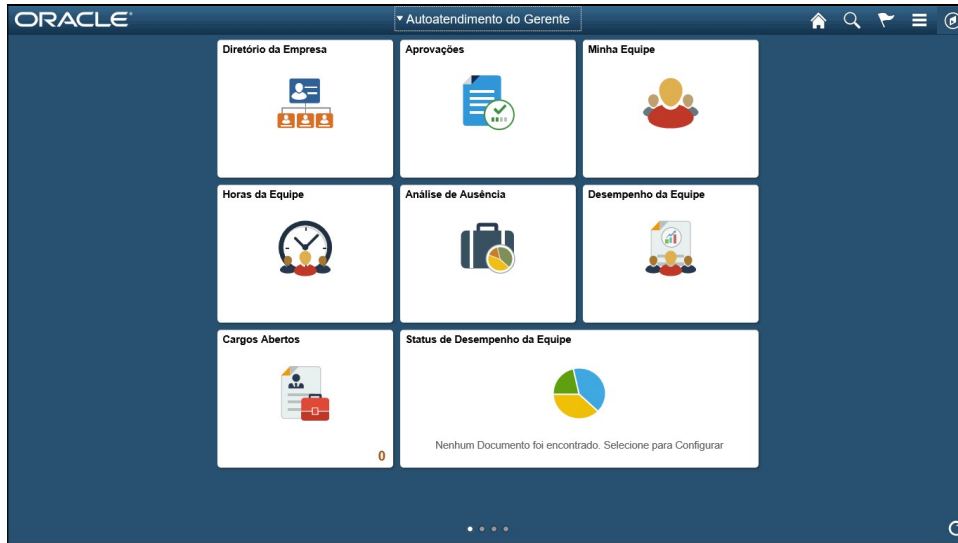 ORACLE
Autoatendimento do Gerente
Diretório da Empresa
Aprovações
Minha Equipe
Horas da Equipe
Análise de Ausência
Desempenho da Equipe
Cargos Abertos
0
Status de Desempenho da Equipe
Nenhum Documento foi encontrado. Selecione para Configurar